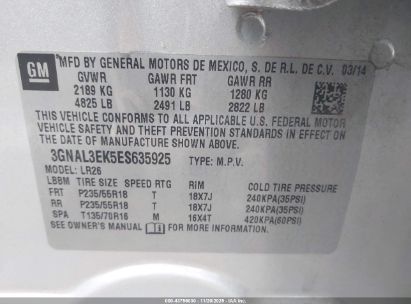 GM
MFD BY GENERAL MOTORS DE MEXICO, S. DE R.L. DE C.V. 03/14
GVWR GAWR FRT GAWR RR
2189 KG 1130 KG 1280 KG
4825 LB 2491 LB 2822 LB
THIS VEHICLE CONFORMS TO ALL APPLICABLE U.S. FEDERAL MOTOR
VEHICLE SAFETY AND THEFT PREVENTION STANDARDS IN EFFECT ON
THE DATE OF MANUFACTURE SHOWN ABOVE.
3GNAL3EK5ES635925 TYPE: M.P.V.
MODEL: LR26
LBBM TIRE SIZE SPEED RTG RIM COLD TIRE PRESSURE
FRT P235/55R18 T 18X7J 240KPA(35PSI)
RR P235/55R18 T 18X7J 240KPA(35PSI)
SPA T135/70R16 M 16X4T 420KPA(60PSI)
SEE OWNER'S MANUAL FOR ADDITIONAL INFORMATION.